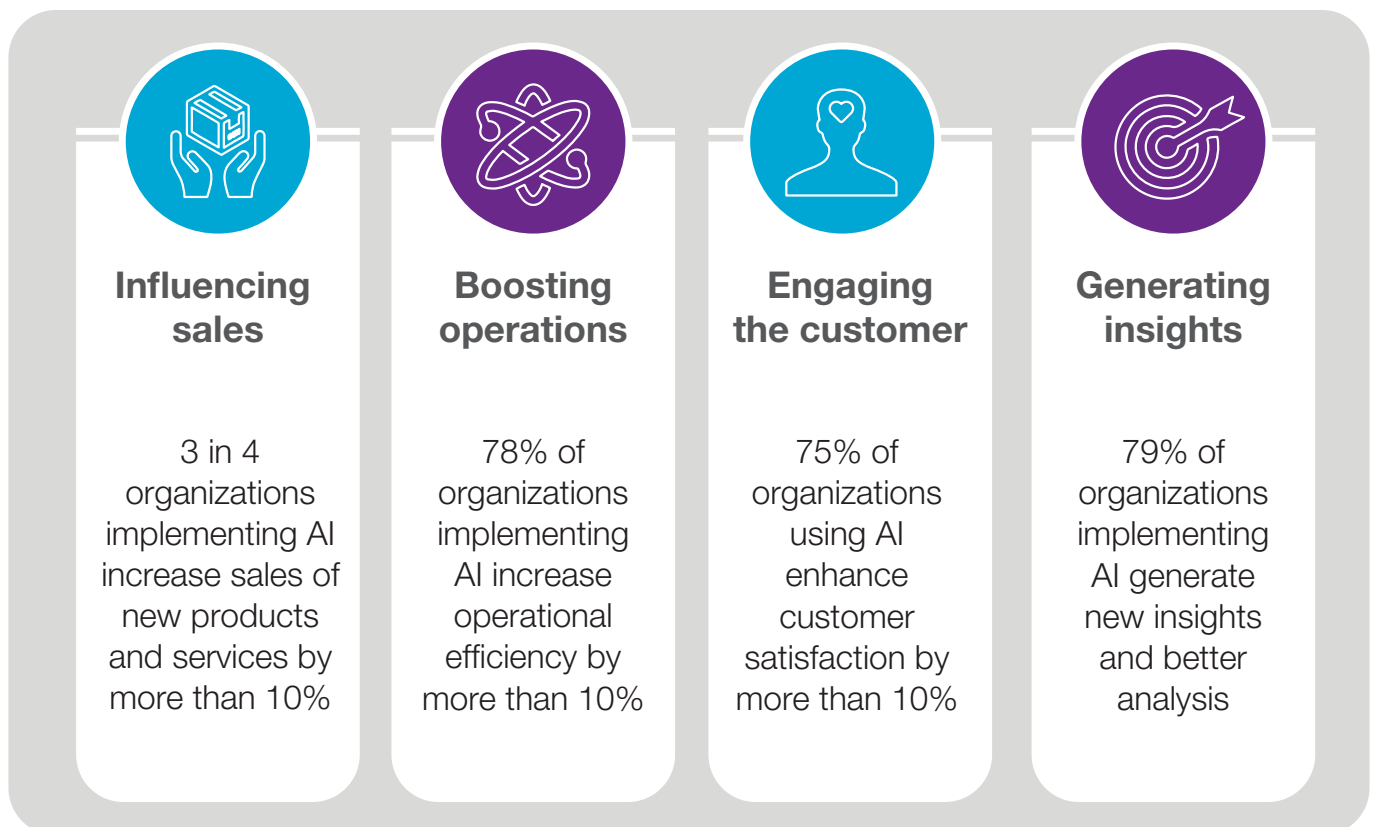 Influencing
sales
3 in 4
organizations
implementing AI
increase sales of
new products
and services by
more than 10%
Boosting
operations
78% of
organizations
implementing
AI increase
operational
efficiency by
more than 10%
Engaging
the customer
75% of
organizations
using AI
enhance
customer
satisfaction by
more than 10%
Generating
insights
79% of
organizations
implementing
AI generate
new insights
and better
analysis